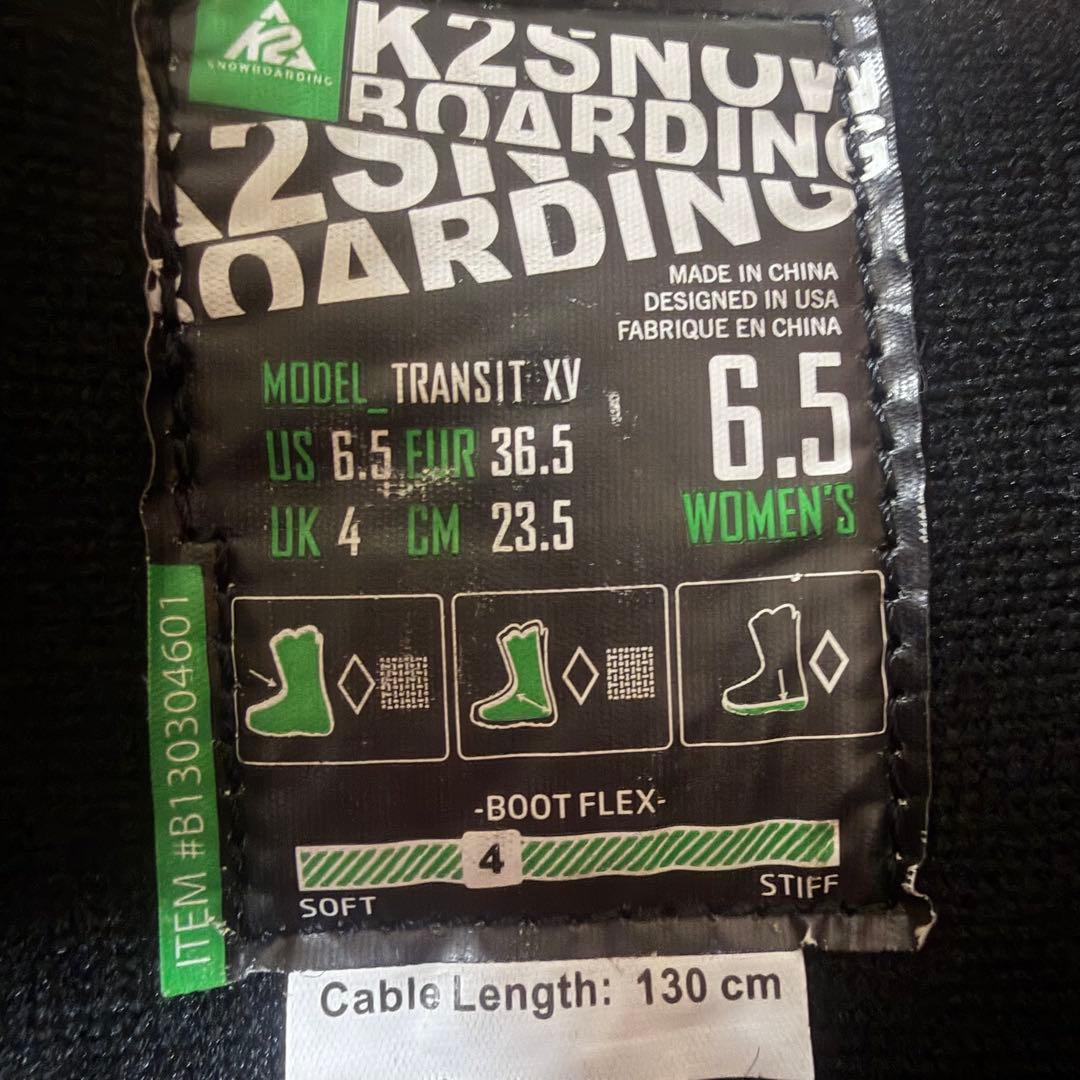 K2
SNOWBOARDING
K2SNOW
BOARDING
K2SN
BOARDING
MADE IN CHINA
DESIGNED IN USA
FABRIQUE EN CHINA
MODEL_TRANSIT XV
US 6.5 EUR 36.5
UK 4 CM 23.5
6.5
WOMEN'S
ITEM #B130304601
-BOOT FLEX-
4
SOFT
STIFF
Cable Length: 130 cm